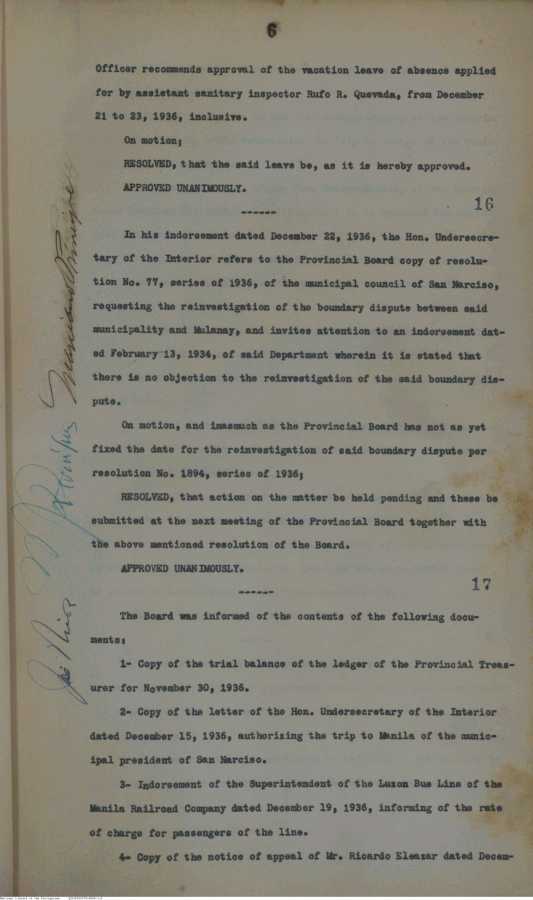 6
Officer recommends approval of the vacation leave of absence applied
for by assistant sanitary inspector Rufo R. Quevada, from December
21 to 23, 1936, inclusive.
On motion;
RESOLVED, that the said leave be, as it is hereby approved.
APPROVED UNANIMOUSLY.
16
------
In his indorsement dated December 22, 1936, the Hon. Undersecre-
tary of the Interior refers to the Provincial Board copy of resolu-
tion No. 77, series of 1936, of the municipal council of San Narciso,
requesting the reinvestigation of the boundary dispute between said
municipality and Mulanay, and invites attention to an indorsement dat-
ed February 13, 1934, of said Department wherein it is stated that
there is no objection to the reinvestigation of the said boundary dis-
pute.
On motion, and inasmuch as the Provincial Board has not as yet
fixed the date for the reinvestigation of said boundary dispute per
resolution No. 1894, series of 1936;
RESOLVED, that action on the matter be held pending and these be
submitted at the next meeting of the Provincial Board together with
the above mentioned resolution of the Board.
APPROVED UNANIMOUSLY.
17
------
The Board was informed of the contents of the following docu-
ments:
1- Copy of the trial balance of the ledger of the Provincial Treas-
urer for November 30, 1936.
2- Copy of the letter of the Hon. Undersecretary of the Interior
dated December 15, 1936, authorizing the trip to Manila of the munic-
ipal president of San Narciso.
3- Indorsement of the Superintendent of the Luzon Bus Line of the
Manila Railroad Company dated December 19, 1936, informing of the rate
of charge for passengers of the line.
4- Copy of the notice of appeal of Mr. Ricardo Eleazar dated Decem-